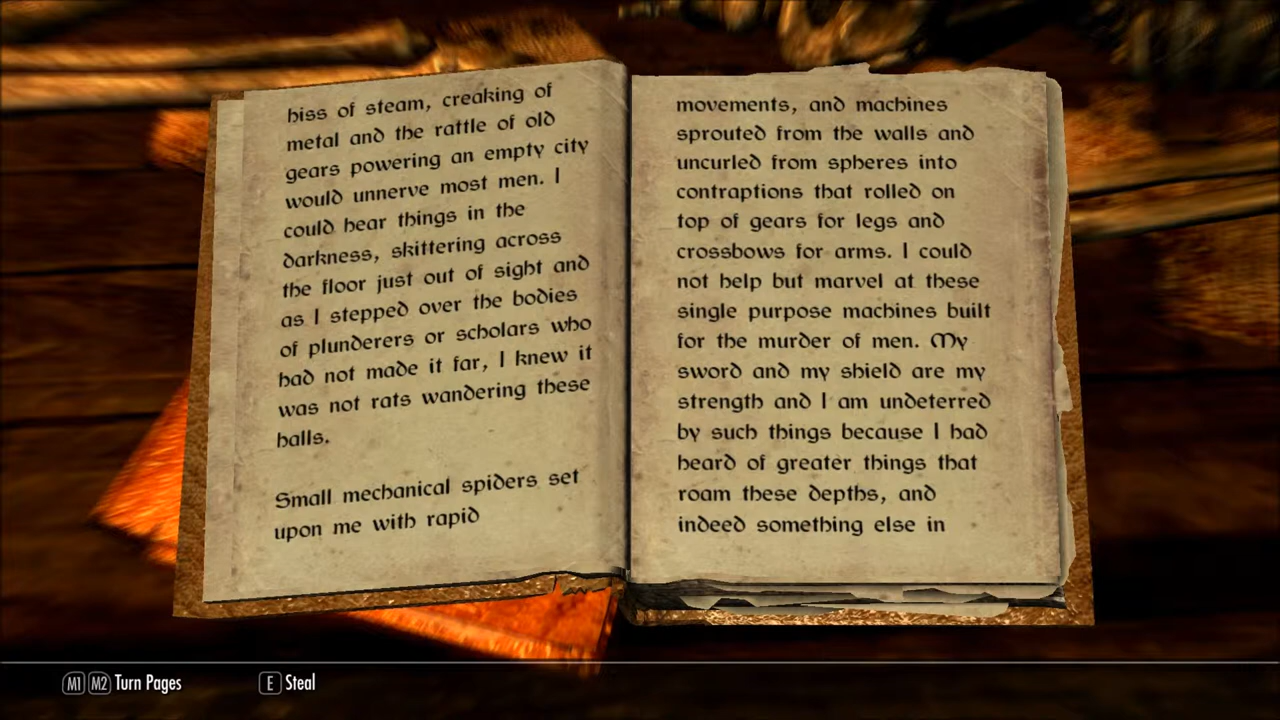 hiss of steam, creaking of
metal and the rattle of old
gears powering an empty city
would unnerve most men. I
could hear things in the
darkness, skittering across
the floor just out of sight and
as I stepped over the bodies
of plunderers or scholars who
had not made it far, I knew it
was not rats wandering these
halls.
Small mechanical spiders set
upon me with rapid
movements, and machines
sprouted from the walls and
uncurled from spheres into
contraptions that rolled on
top of gears for legs and
crossbows for arms. I could
not help but marvel at these
single purpose machines built
for the murder of men. My
sword and my shield are my
strength and I am undeterred
by such things because I had
heard of greater things that
roam these depths, and
indeed something else in
M1 M2 Turn Pages E Steal